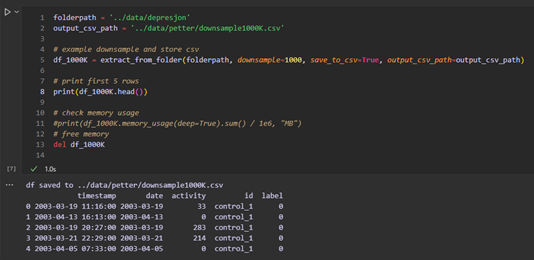 1 folderpath = '../data/depresjon'
2 output_csv_path = '../data/petter/downsample1000K.csv'
3
4 # example downsample and store csv
5 df_1000K = extract_from_folder(folderpath, downsample=1000, save_to_csv=True, output_csv_path=output_csv_path)
6
7 # print first 5 rows
8 print(df_1000K.head())
9
10 # check memory usage
11 #print(df_1000K.memory_usage(deep=True).sum() / 1e6, "MB")
12 # free memory
13 del df_1000K
14
[7] 1.0s
... df saved to ../data/petter/downsample1000K.csv
timestamp date activity id label
0 2003-03-19 11:16:00 2003-03-19 33 control_1 0
1 2003-04-13 16:13:00 2003-04-13 0 control_1 0
2 2003-03-19 20:27:00 2003-03-19 283 control_1 0
3 2003-03-21 22:29:00 2003-03-21 214 control_1 0
4 2003-04-05 07:33:00 2003-04-05 0 control_1 0